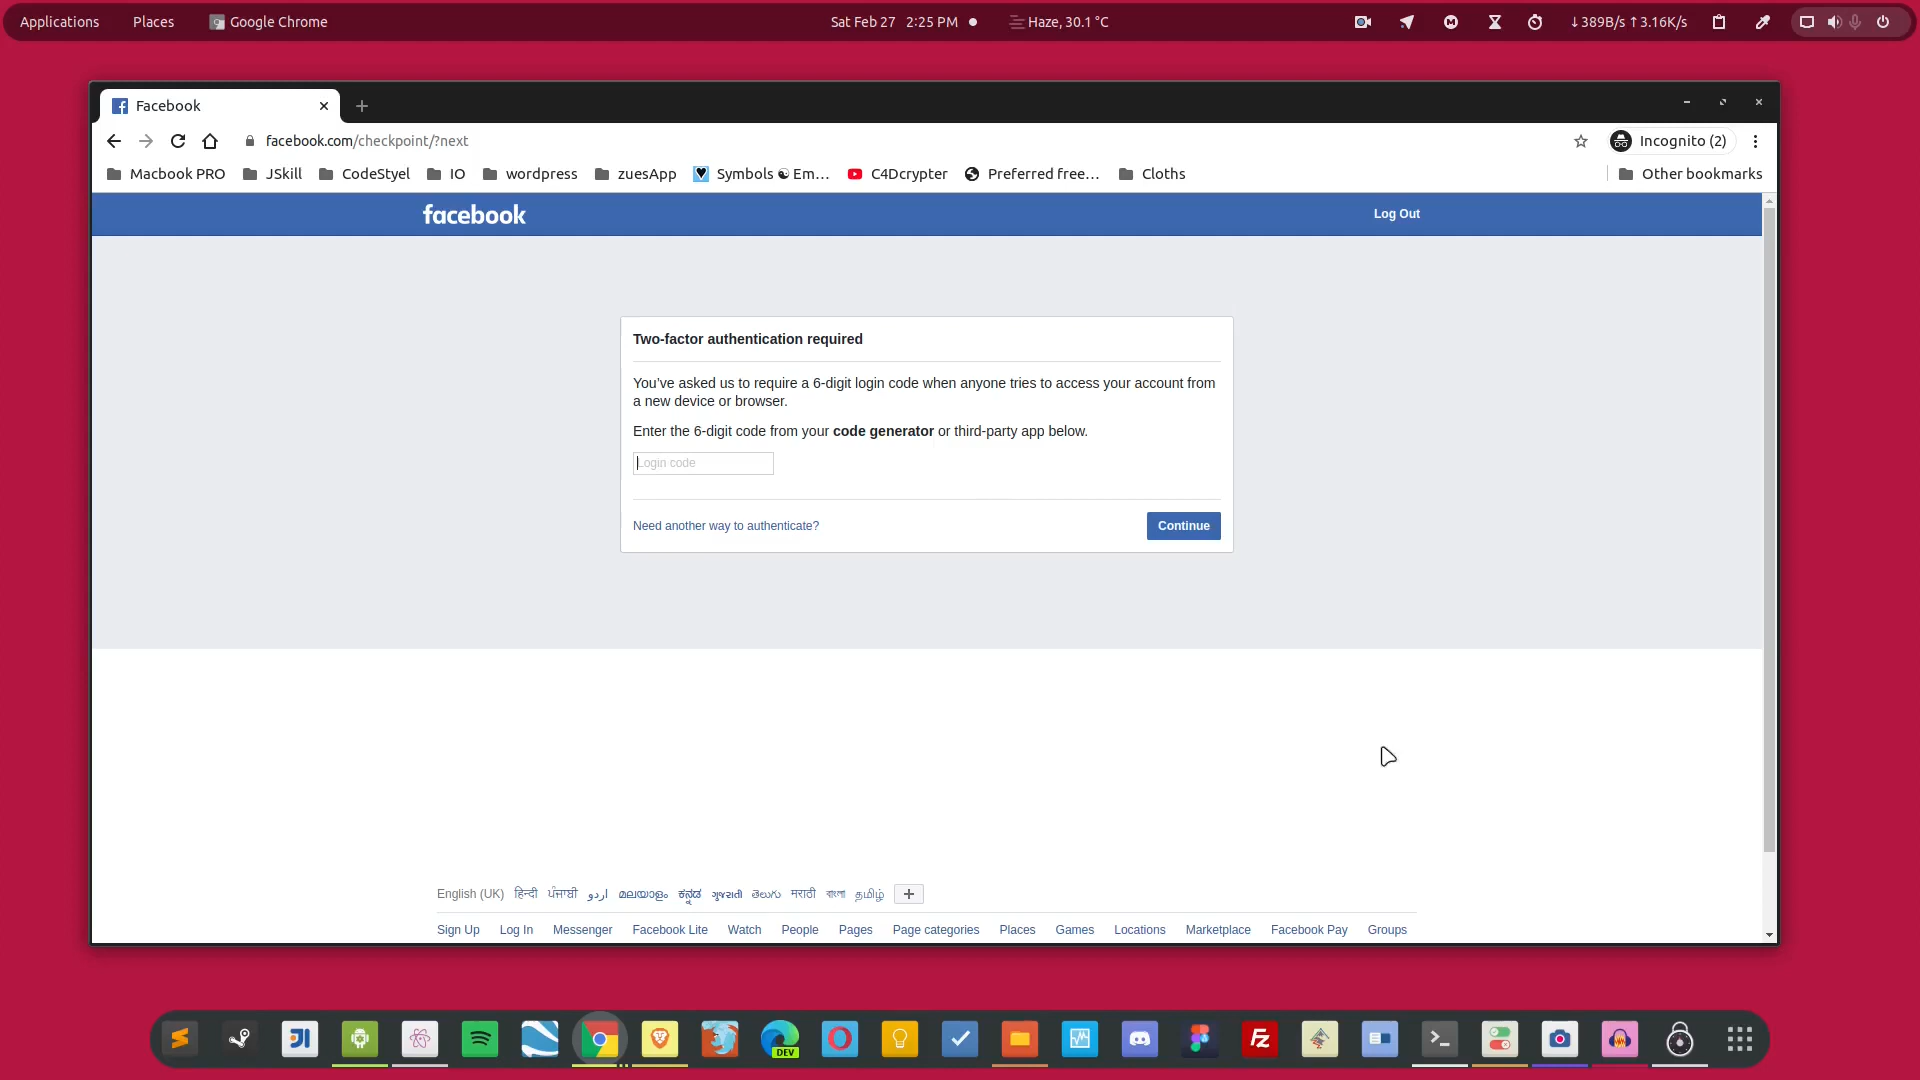 Applications Places Google Chrome Sat Feb 27 2:25 PM Haze, 30.1 °C ↓389B/s ↑3.16K/s
Facebook
facebook.com/checkpoint/?next Incognito (2)
Macbook PRO JSkill CodeStyel IO wordpress zuesApp Symbols ☯ Em... C4Dcrypter Preferred free... Cloths Other bookmarks
facebook Log Out
Two-factor authentication required
You've asked us to require a 6-digit login code when anyone tries to access your account from
a new device or browser.
Enter the 6-digit code from your code generator or third-party app below.
Login code
Need another way to authenticate? Continue
English (UK) हिन्दी ਪੰਜਾਬੀ اردو മലയാളം ಕನ್ನಡ ગુજરાતી తెలుగు मराठी বাংলা தமிழ் +
Sign Up Log In Messenger Facebook Lite Watch People Pages Page categories Places Games Locations Marketplace Facebook Pay Groups
DEV